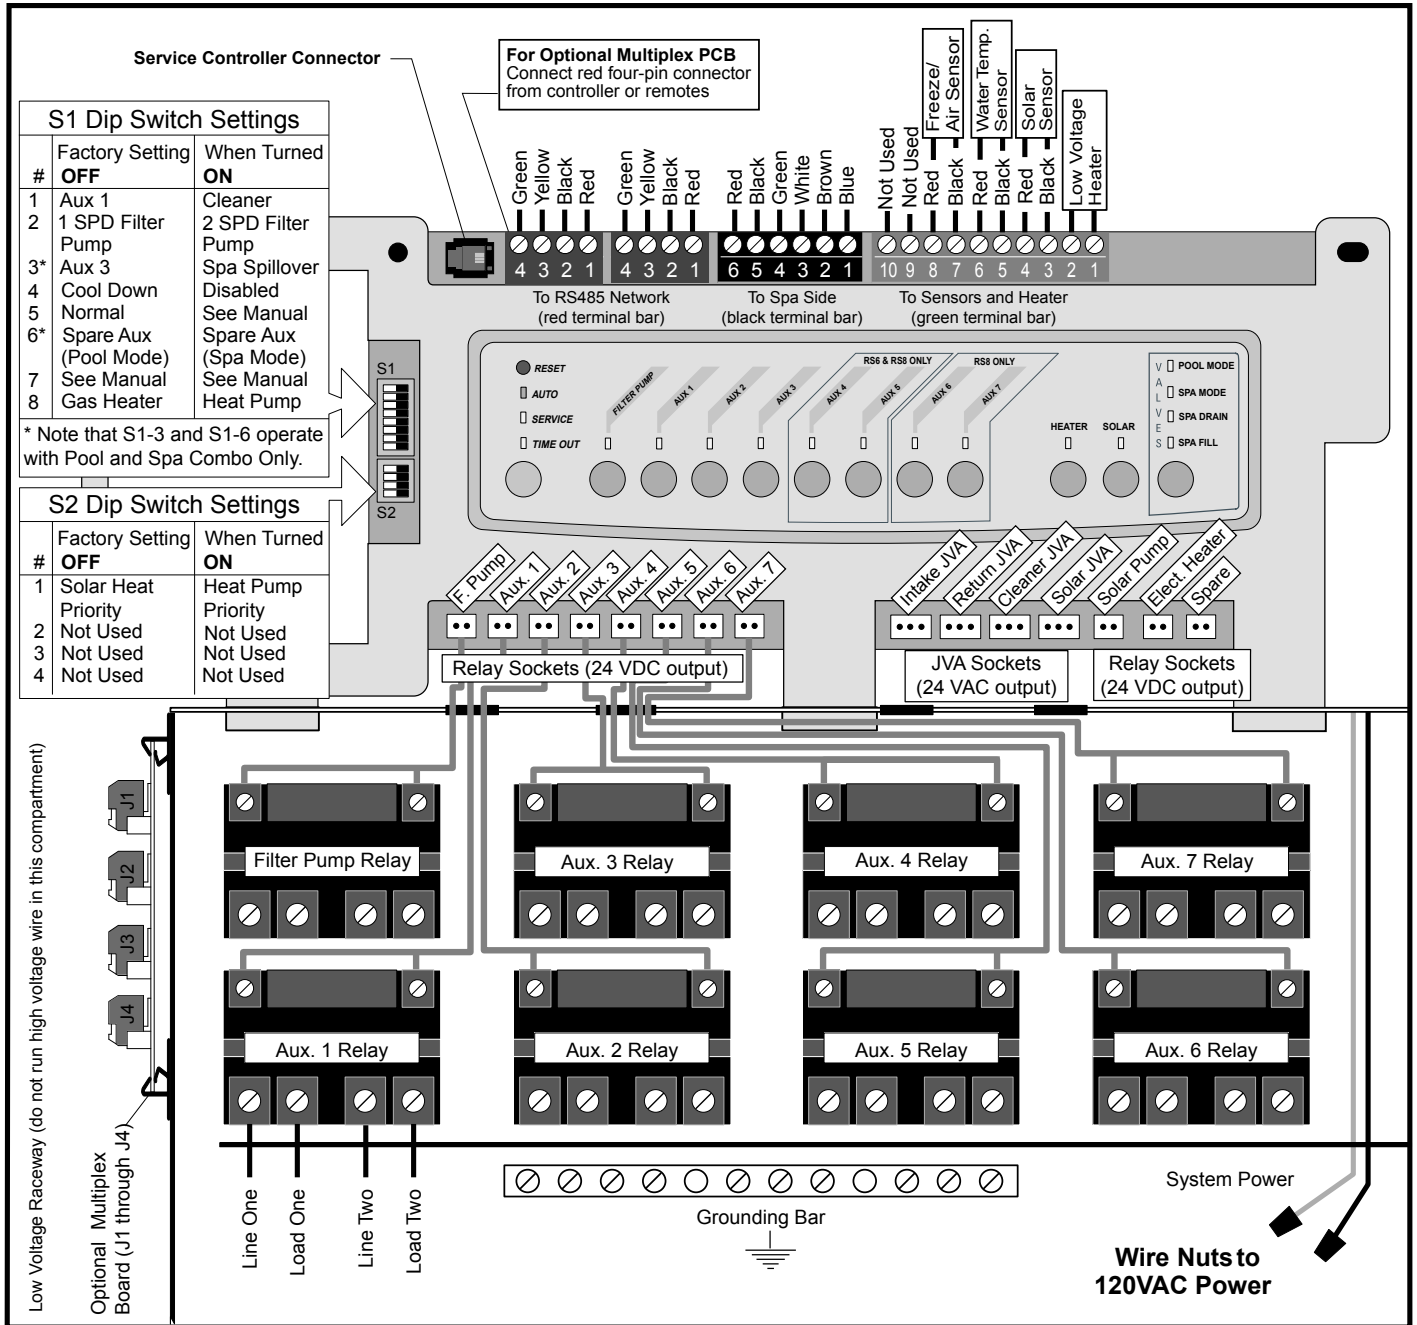 Service Controller Connector
For Optional Multiplex PCB
Connect red four-pin connector
from controller or remotes
Freeze/
Air Sensor
Water Temp.
Sensor
Solar
Sensor
Low Voltage
Heater
Green
Yellow
Black
Red
Green
Yellow
Black
Red
Red
Black
Green
White
Brown
Blue
Not Used
Not Used
Red
Black
Red
Black
Red
Black
4 3 2 1
4 3 2 1
6 5 4 3 2 1
10 9 8 7 6 5 4 3 2 1
To RS485 Network
(red terminal bar)
To Spa Side
(black terminal bar)
To Sensors and Heater
(green terminal bar)
S1 Dip Switch Settings
Factory Setting When Turned
# OFF ON
1 Aux 1 Cleaner
2 1 SPD Filter 2 SPD Filter
Pump Pump
3* Aux 3 Spa Spillover
4 Cool Down Disabled
5 Normal See Manual
6* Spare Aux Spare Aux
(Pool Mode) (Spa Mode)
7 See Manual See Manual
8 Gas Heater Heat Pump
* Note that S1-3 and S1-6 operate
with Pool and Spa Combo Only.
S2 Dip Switch Settings
Factory Setting When Turned
# OFF ON
1 Solar Heat Heat Pump
Priority Priority
2 Not Used Not Used
3 Not Used Not Used
4 Not Used Not Used
S1
S2
RESET
AUTO
SERVICE
TIME OUT
FILTER PUMP
AUX 1
AUX 2
AUX 3
RS6 & RS8 ONLY
AUX 4
AUX 5
RS8 ONLY
AUX 6
AUX 7
HEATER
SOLAR
VALVES
POOL MODE
SPA MODE
SPA DRAIN
SPA FILL
F. Pump
Aux. 1
Aux. 2
Aux. 3
Aux. 4
Aux. 5
Aux. 6
Aux. 7
Intake JVA
Return JVA
Cleaner JVA
Solar JVA
Solar Pump
Elect. Heater
Spare
Relay Sockets (24 VDC output)
JVA Sockets
(24 VAC output)
Relay Sockets
(24 VDC output)
Low Voltage Raceway (do not run high voltage wire in this compartment)
J1
J2
J3
J4
Optional Multiplex
Board (J1 through J4)
Filter Pump Relay
Aux. 3 Relay
Aux. 4 Relay
Aux. 7 Relay
Aux. 1 Relay
Aux. 2 Relay
Aux. 5 Relay
Aux. 6 Relay
Line One
Load One
Line Two
Load Two
Grounding Bar
System Power
Wire Nuts to
120VAC Power